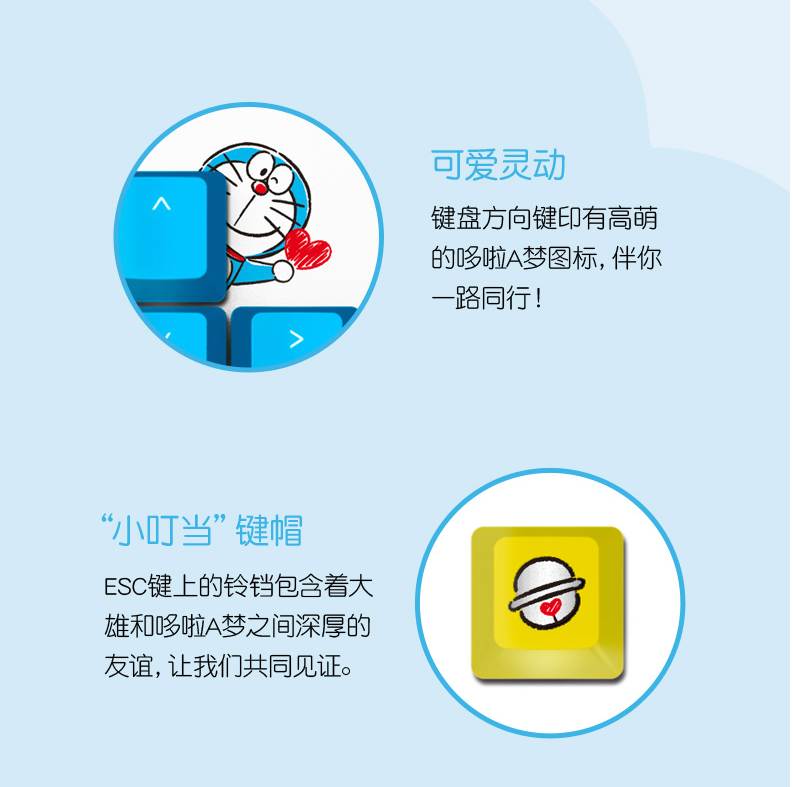 可爱灵动
键盘方向键印有高萌
的哆啦A梦图标，伴你
一路同行！
“小叮当”键帽
ESC键上的铃铛包含着大
雄和哆啦A梦之间深厚的
友谊，让我们共同见证。